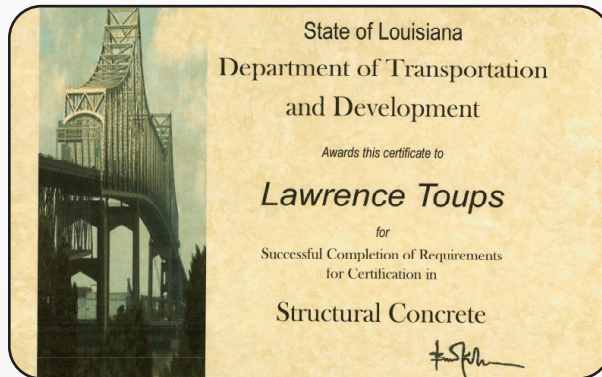 State of Louisiana
Department of Transportation
and Development
Awards this certificate to
Lawrence Toups
for
Successful Completion of Requirements
for Certification in
Structural Concrete